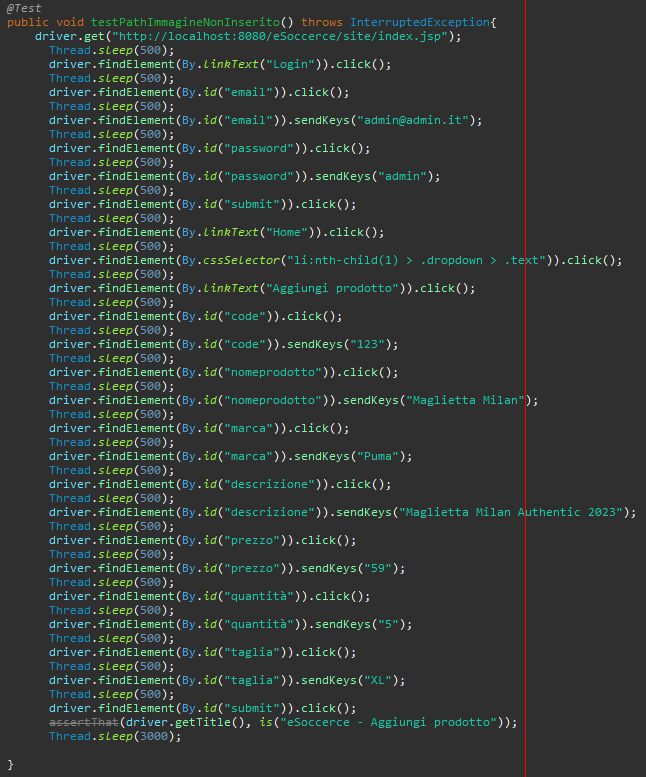 @Test
public void testPathImmagineNonInserito() throws InterruptedException{
driver.get("http://localhost:8080/eSoccerce/site/index.jsp");
Thread.sleep(500);
driver.findElement(By.linkText("Login")).click();
Thread.sleep(500);
driver.findElement(By.id("email")).click();
Thread.sleep(500);
driver.findElement(By.id("email")).sendKeys("admin@admin.it");
Thread.sleep(500);
driver.findElement(By.id("password")).click();
Thread.sleep(500);
driver.findElement(By.id("password")).sendKeys("admin");
Thread.sleep(500);
driver.findElement(By.id("submit")).click();
Thread.sleep(500);
driver.findElement(By.linkText("Home")).click();
Thread.sleep(500);
driver.findElement(By.cssSelector("li:nth-child(1) > .dropdown > .text")).click();
Thread.sleep(500);
driver.findElement(By.linkText("Aggiungi prodotto")).click();
Thread.sleep(500);
driver.findElement(By.id("code")).click();
Thread.sleep(500);
driver.findElement(By.id("code")).sendKeys("123");
Thread.sleep(500);
driver.findElement(By.id("nomeprodotto")).click();
Thread.sleep(500);
driver.findElement(By.id("nomeprodotto")).sendKeys("Maglietta Milan");
Thread.sleep(500);
driver.findElement(By.id("marca")).click();
Thread.sleep(500);
driver.findElement(By.id("marca")).sendKeys("Puma");
Thread.sleep(500);
driver.findElement(By.id("descrizione")).click();
Thread.sleep(500);
driver.findElement(By.id("descrizione")).sendKeys("Maglietta Milan Authentic 2023");
Thread.sleep(500);
driver.findElement(By.id("prezzo")).click();
Thread.sleep(500);
driver.findElement(By.id("prezzo")).sendKeys("59");
Thread.sleep(500);
driver.findElement(By.id("quantità")).click();
Thread.sleep(500);
driver.findElement(By.id("quantità")).sendKeys("5");
Thread.sleep(500);
driver.findElement(By.id("taglia")).click();
Thread.sleep(500);
driver.findElement(By.id("taglia")).sendKeys("XL");
Thread.sleep(500);
driver.findElement(By.id("submit")).click();
assertThat(driver.getTitle(), is("eSoccerce - Aggiungi prodotto"));
Thread.sleep(3000);
}